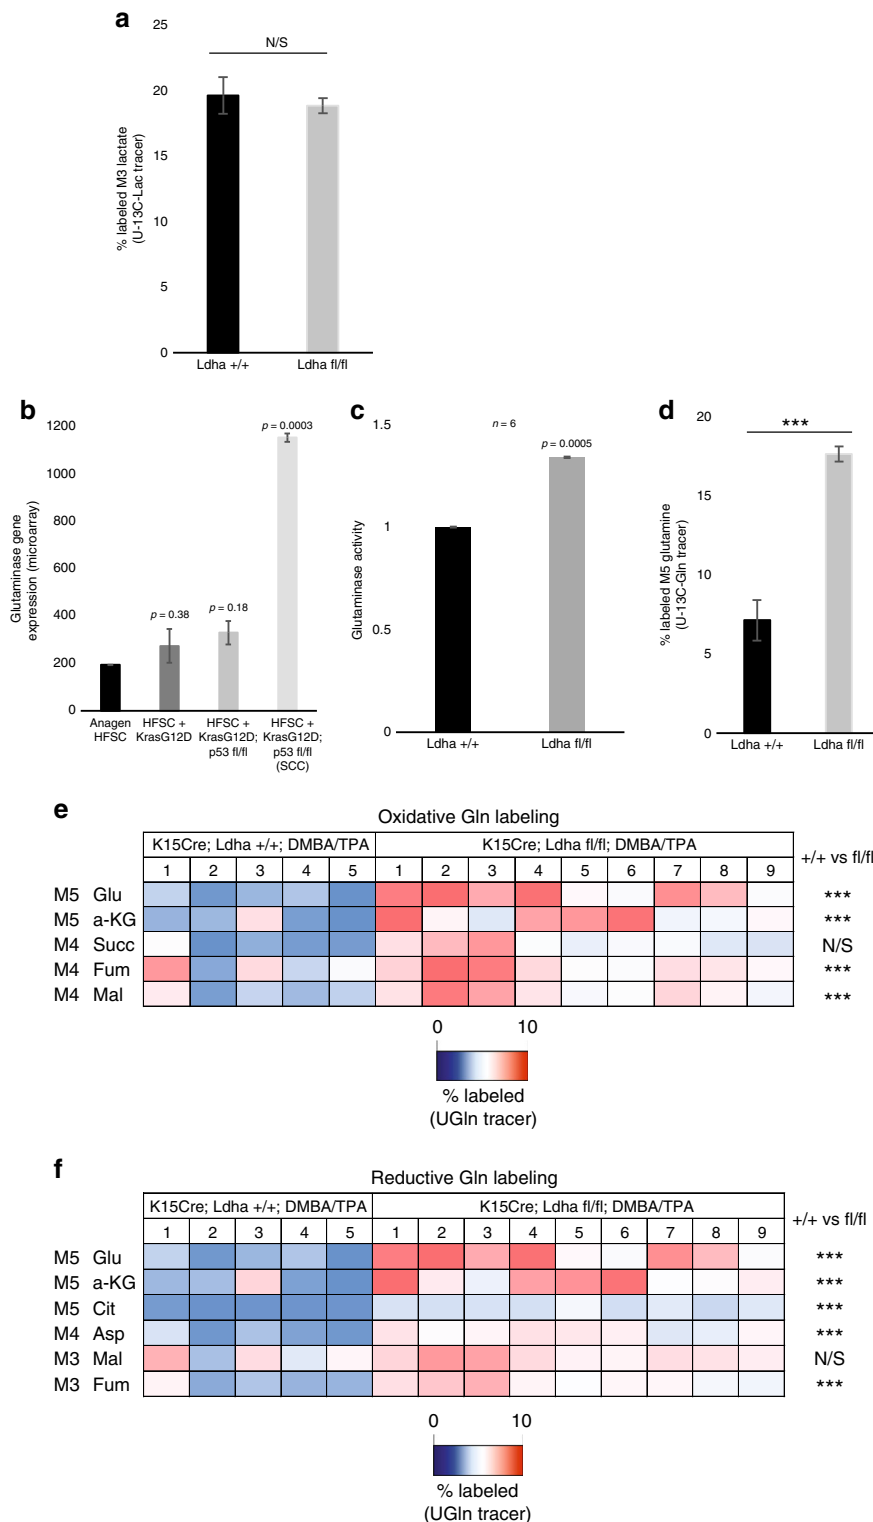 a
25
20
15
10
5
0
% labeled M3 lactate
(U-13C-Lac tracer)
N/S
Ldha +/+
Ldha fl/fl
b
1200
1000
800
600
400
200
0
Glutaminase gene
expression (microarray)
p = 0.38
p = 0.18
p = 0.0003
Anagen
HFSC
HFSC +
KrasG12D
HFSC +
KrasG12D;
p53 fl/fl
HFSC +
KrasG12D;
p53 fl/fl
(SCC)
c
1.5
1
0.5
0
Glutaminase activity
n = 6
p = 0.0005
Ldha +/+
Ldha fl/fl
d
20
15
10
5
0
% labeled M5 glutamine
(U-13C-Gln tracer)
***
Ldha +/+
Ldha fl/fl
e
Oxidative Gln labeling
K15Cre; Ldha +/+; DMBA/TPA K15Cre; Ldha fl/fl; DMBA/TPA +/+ vs fl/fl
1 2 3 4 5 1 2 3 4 5 6 7 8 9
M5 Glu ***
M5 a-KG ***
M4 Succ N/S
M4 Fum ***
M4 Mal ***
0 10
% labeled
(UGln tracer)
f
Reductive Gln labeling
K15Cre; Ldha +/+; DMBA/TPA K15Cre; Ldha fl/fl; DMBA/TPA +/+ vs fl/fl
1 2 3 4 5 1 2 3 4 5 6 7 8 9
M5 Glu ***
M5 a-KG ***
M5 Cit ***
M4 Asp ***
M3 Mal N/S
M3 Fum ***
0 10
% labeled
(UGln tracer)